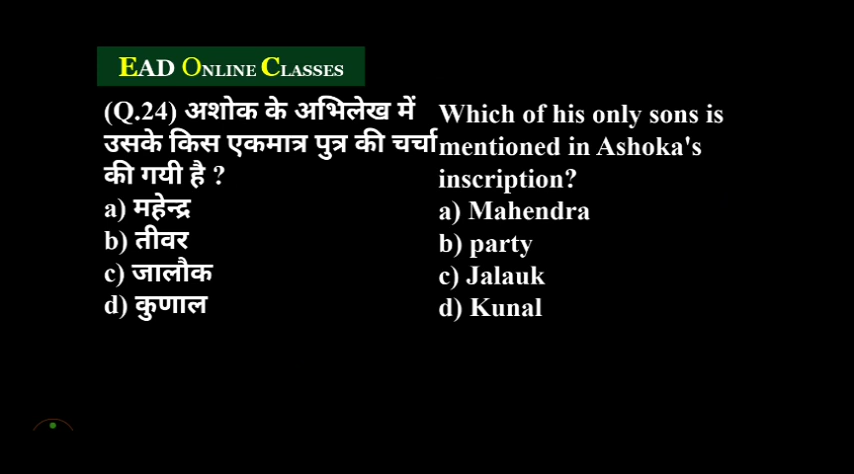 EAD ONLINE CLASSES
(Q.24) अशोक के अभिलेख में
उसके किस एकमात्र पुत्र की चर्चा
की गयी है ?
a) महेन्द्र
b) तीवर
c) जालौक
d) कुणाल
Which of his only sons is
mentioned in Ashoka's
inscription?
a) Mahendra
b) party
c) Jalauk
d) Kunal